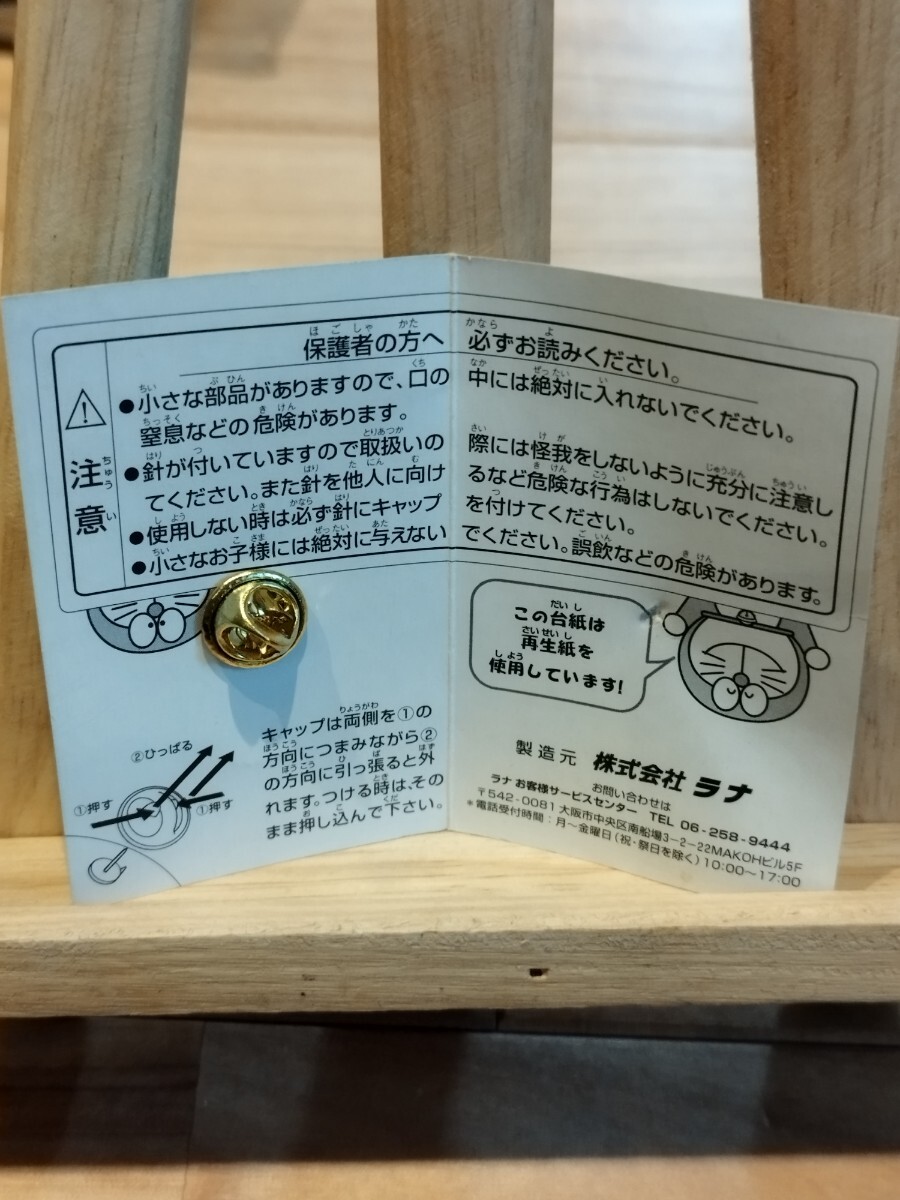 保護者の方へ 必ずお読みください。
注意
●小さな部品がありますので、口の中には絶対に入れないでください。
窒息などの危険があります。
●針が付いていますので取扱いの際には怪我をしないように充分に注意し
てください。また針を他人に向けるなど危険な行為はしないでください。
●使用しない時は必ず針にキャップを付けてください。
●小さなお子様には絶対に与えないでください。誤飲などの危険があります。
②ひっぱる
①押す
①押す
キャップは両側を①の
方向につまみながら②
の方向に引っ張ると外
れます。つける時は、その
まま押し込んで下さい。
この台紙は
再生紙を
使用しています!
製造元 株式会社 ラナ
お問い合わせは
ラナ お客様サービスセンター TEL 06-258-9444
〒542-0081 大阪市中央区南船場3-2-22MAKOHビル5F
*電話受付時間:月〜金曜日(祝・祭日を除く)10:00〜17:00